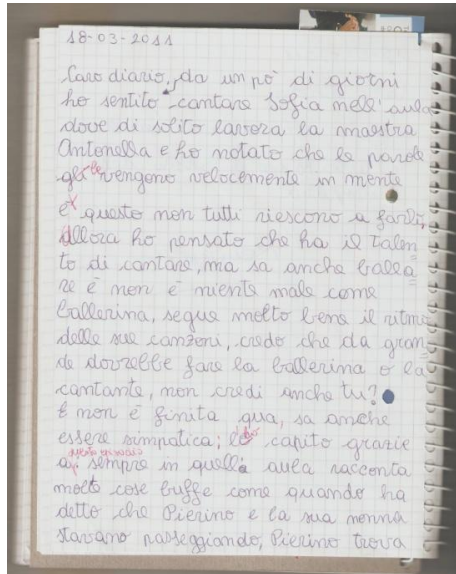 18-03-2011
Caro diario, da un pò di giorni
ho sentito cantare Sofia nell'aula
dove di solito lavora la maestra
Antonella e ho notato che le parole
gli le vengono velocemente in mente
e questo non tutti riescono a farlo,
allora ho pensato che ha il talen
to di cantare, ma sa anche balla
re e non è niente male come
ballerina, segue molto bene il ritmo
delle sue canzoni, credo che da gran
de dovrebbe fare la ballerina o la
cantante, non credi anche tu?
E non è finita qua, sa anche
essere simpatica; l'ho capito grazie
a questo episodio: sempre in quella aula racconta
molte cose buffe come quando ha
detto che Pierino e la sua nonna
stavano passeggiando, Pierino trova